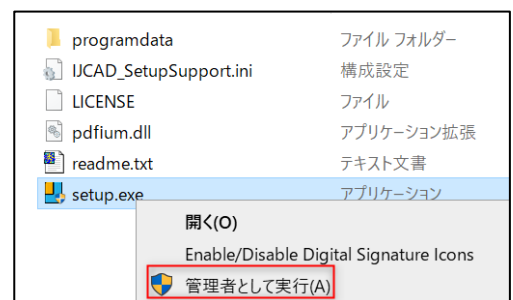 programdata ファイル フォルダー
IJCAD_SetupSupport.ini 構成設定
LICENSE ファイル
pdfium.dll アプリケーション拡張
readme.txt テキスト文書
setup.exe アプリケーション
開く(O)
Enable/Disable Digital Signature Icons
管理者として実行(A)